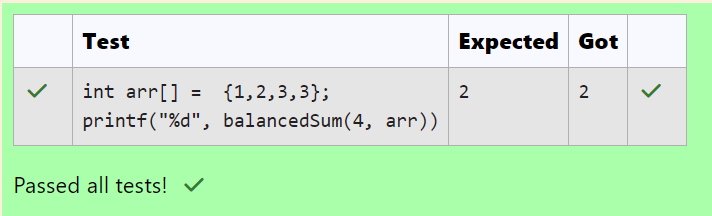 Test Expected Got
int arr[] =  {1,2,3,3}; 2 2
printf("%d", balancedSum(4, arr))
Passed all tests!